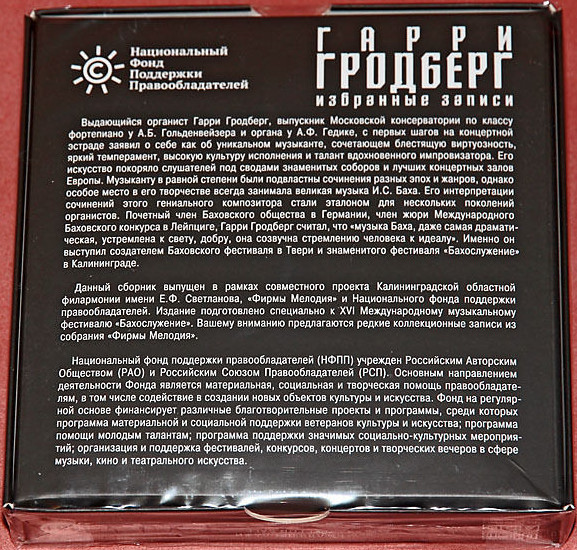 Национальный
Фонд
Поддержки
Правообладателей
ГАРРИ
ГРОДБЕРГ
избранные записи
Выдающийся органист Гарри Гродберг, выпускник Московской консерватории по классу
фортепиано у А.Б. Гольденвейзера и органа у А.Ф. Гедике, с первых шагов на концертной
эстраде заявил о себе как об уникальном музыканте, сочетающем блестящую виртуозность,
яркий темперамент, высокую культуру исполнения и талант вдохновенного импровизатора. Его
искусство покоряло слушателей под сводами знаменитых соборов и лучших концертных залов
Европы. Музыканту в равной степени были подвластны сочинения разных эпох и жанров, однако
особое место в его творчестве всегда занимала великая музыка И.С. Баха. Его интерпретации
сочинений этого гениального композитора стали эталоном для нескольких поколений
органистов. Почетный член Баховского общества в Германии, член жюри Международного
Баховского конкурса в Лейпциге, Гарри Гродберг считал, что «музыка Баха, даже самая драмати-
ческая, устремлена к свету, добру, она созвучна стремлению человека к идеалу». Именно он
выступил создателем Баховского фестиваля в Твери и знаменитого фестиваля «Бахослужение»
в Калининграде.
Данный сборник выпущен в рамках совместного проекта Калининградской областной
филармонии имени Е.Ф. Светланова, «Фирмы Мелодия» и Национального фонда поддержки
правообладателей. Издание подготовлено специально к XVI Международному музыкальному
фестивалю «Бахослужение». Вашему вниманию предлагаются редкие коллекционные записи из
собрания «Фирмы Мелодия».
Национальный фонд поддержки правообладателей (НФПП) учрежден Российским Авторским
Обществом (РАО) и Российским Союзом Правообладателей (РСП). Основным направлением
деятельности Фонда является материальная, социальная и творческая помощь правообладате-
лям, в том числе содействие в создании новых объектов культуры и искусства. Фонд на регуляр-
ной основе финансирует различные благотворительные проекты и программы, среди которых
программа материальной и социальной поддержки ветеранов культуры и искусства; программа
помощи молодым талантам; программа поддержки значимых социально-культурных мероприя-
тий; организация и поддержка фестивалей, конкурсов, концертов и творческих вечеров в сфере
музыки, кино и театрального искусства.